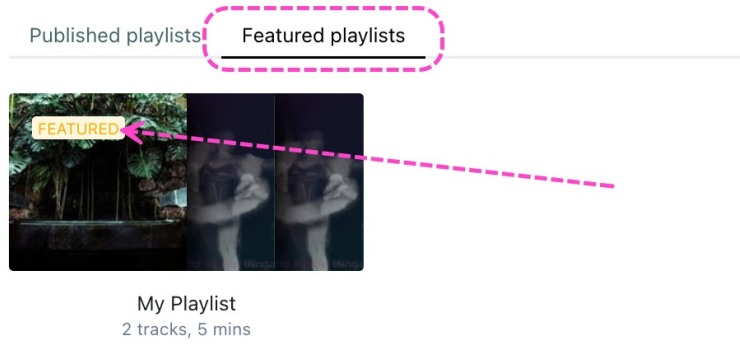 Published playlists
Featured playlists
FEATURED
My Playlist
2 tracks, 5 mins